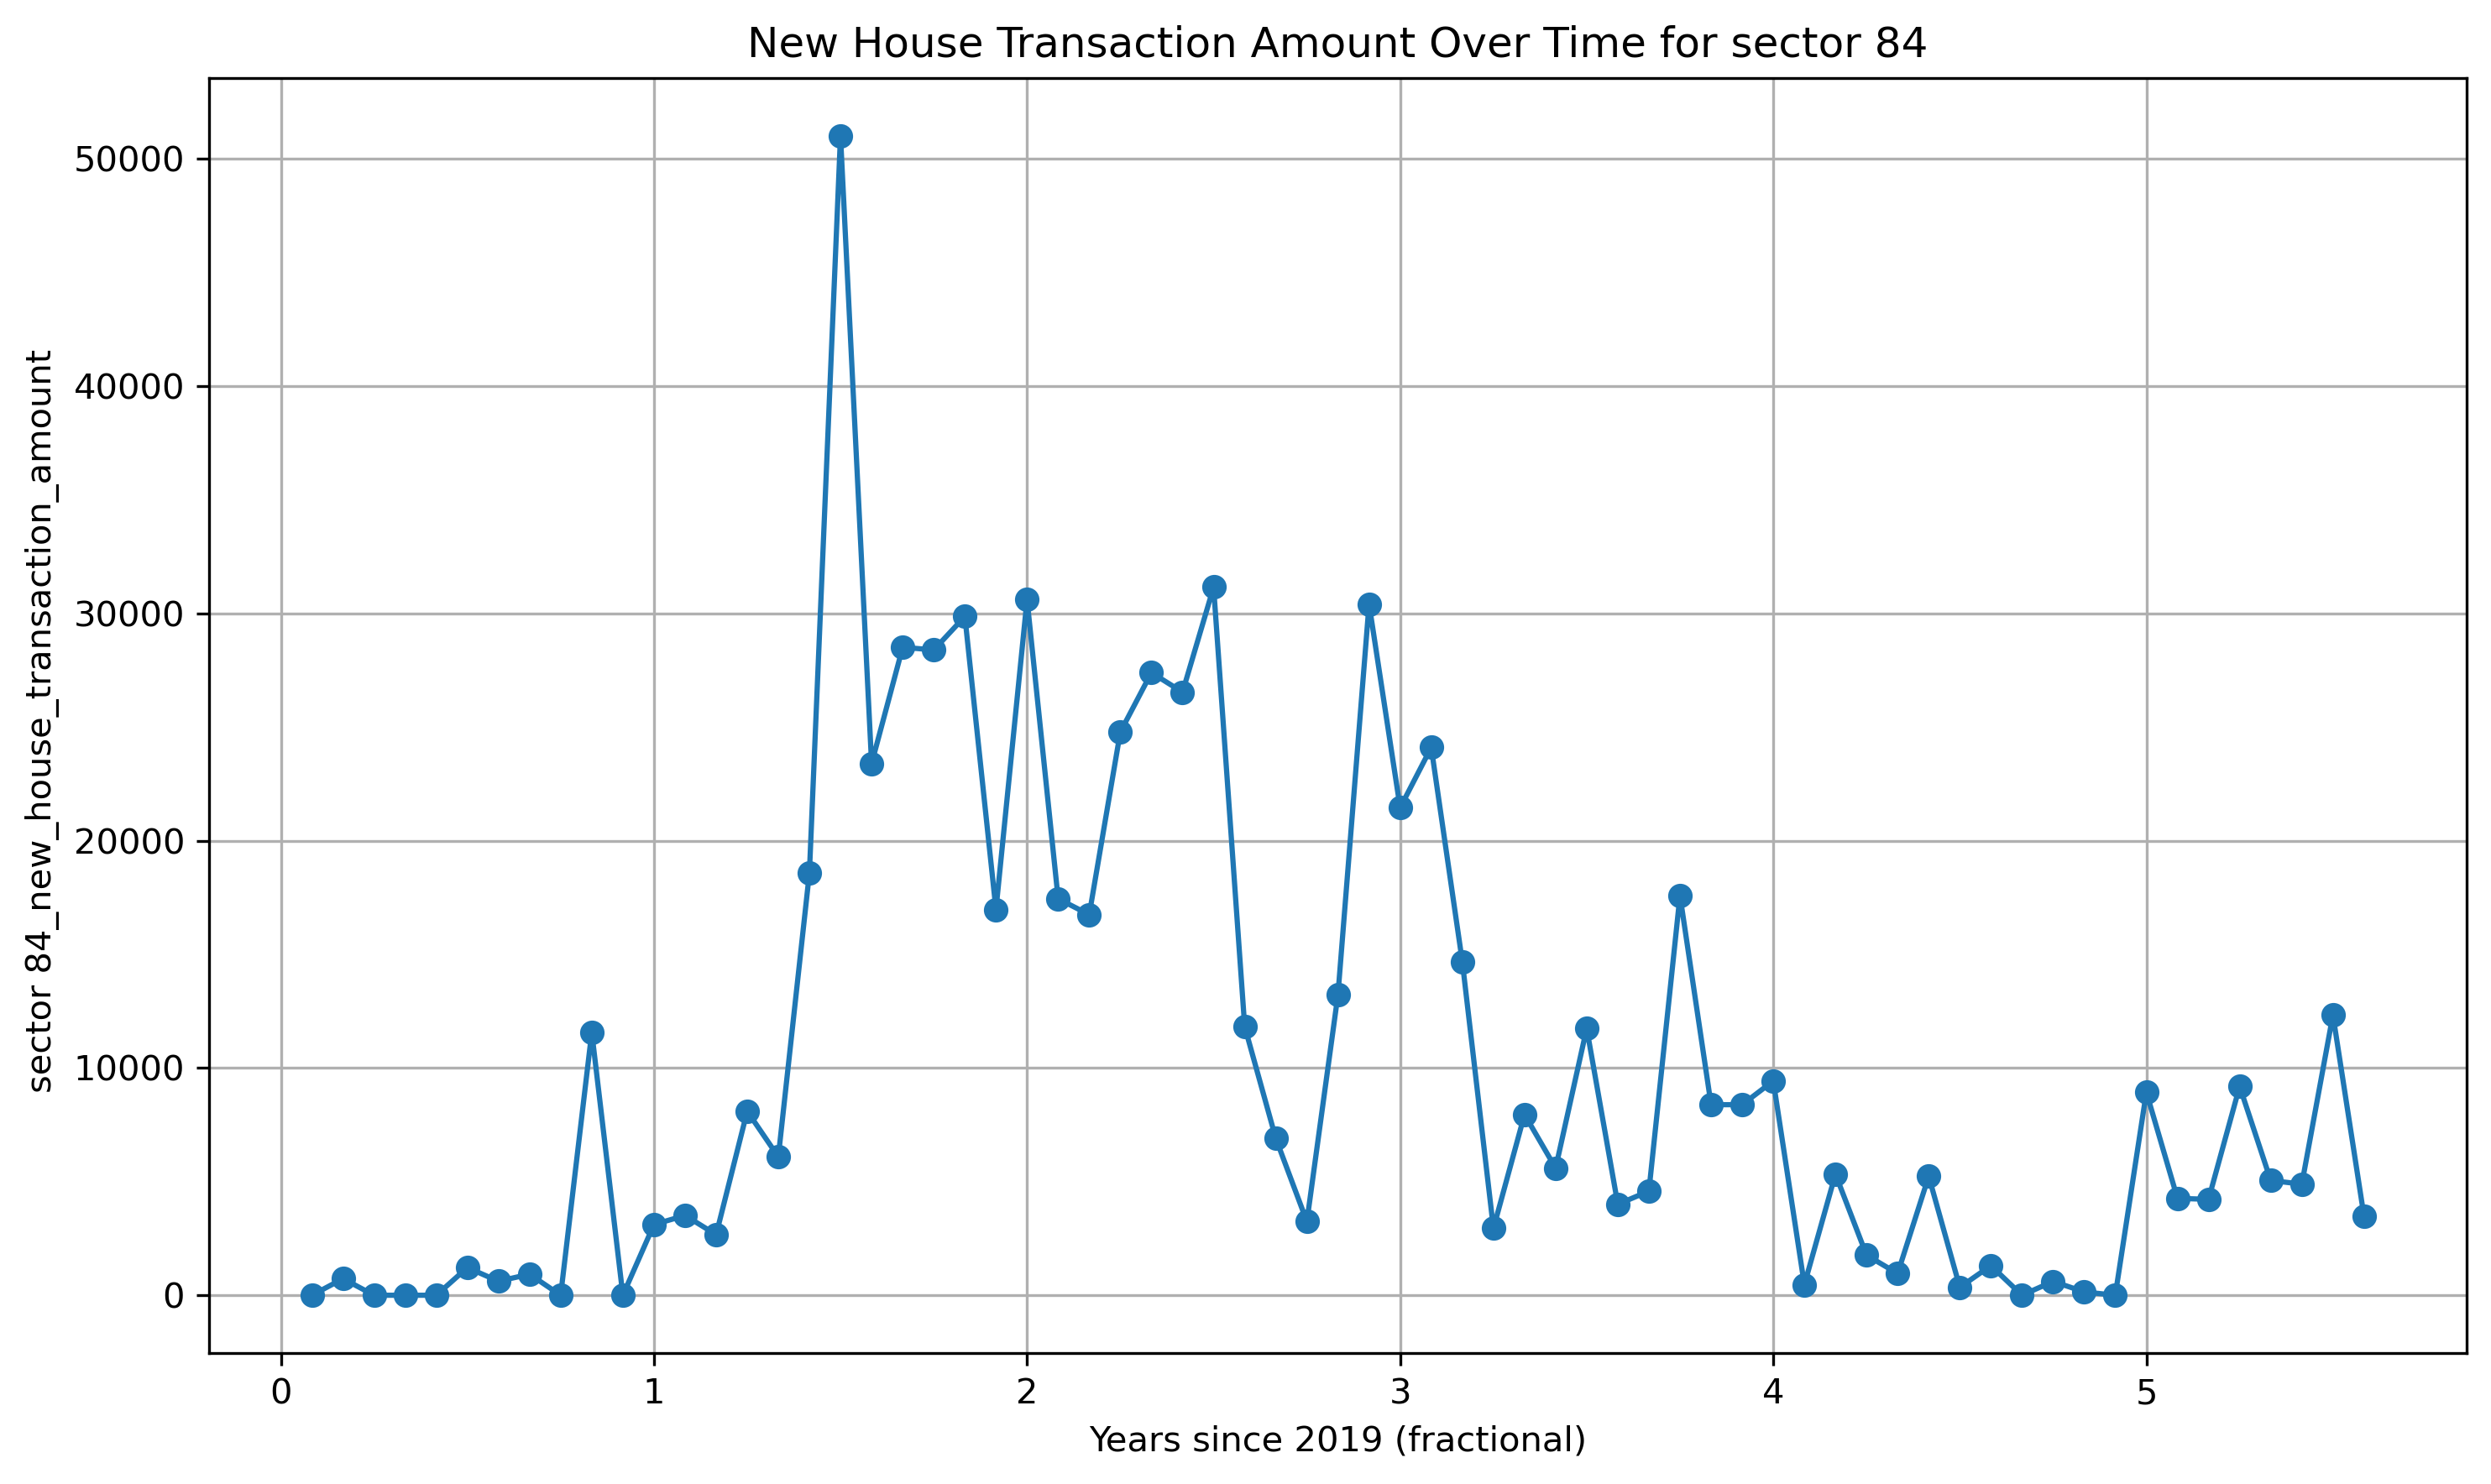 New House Transaction Amount Over Time for sector 84
sector 84_new_house_transaction_amount
50000
40000
30000
20000
10000
0
0 1 2 3 4 5
Years since 2019 (fractional)